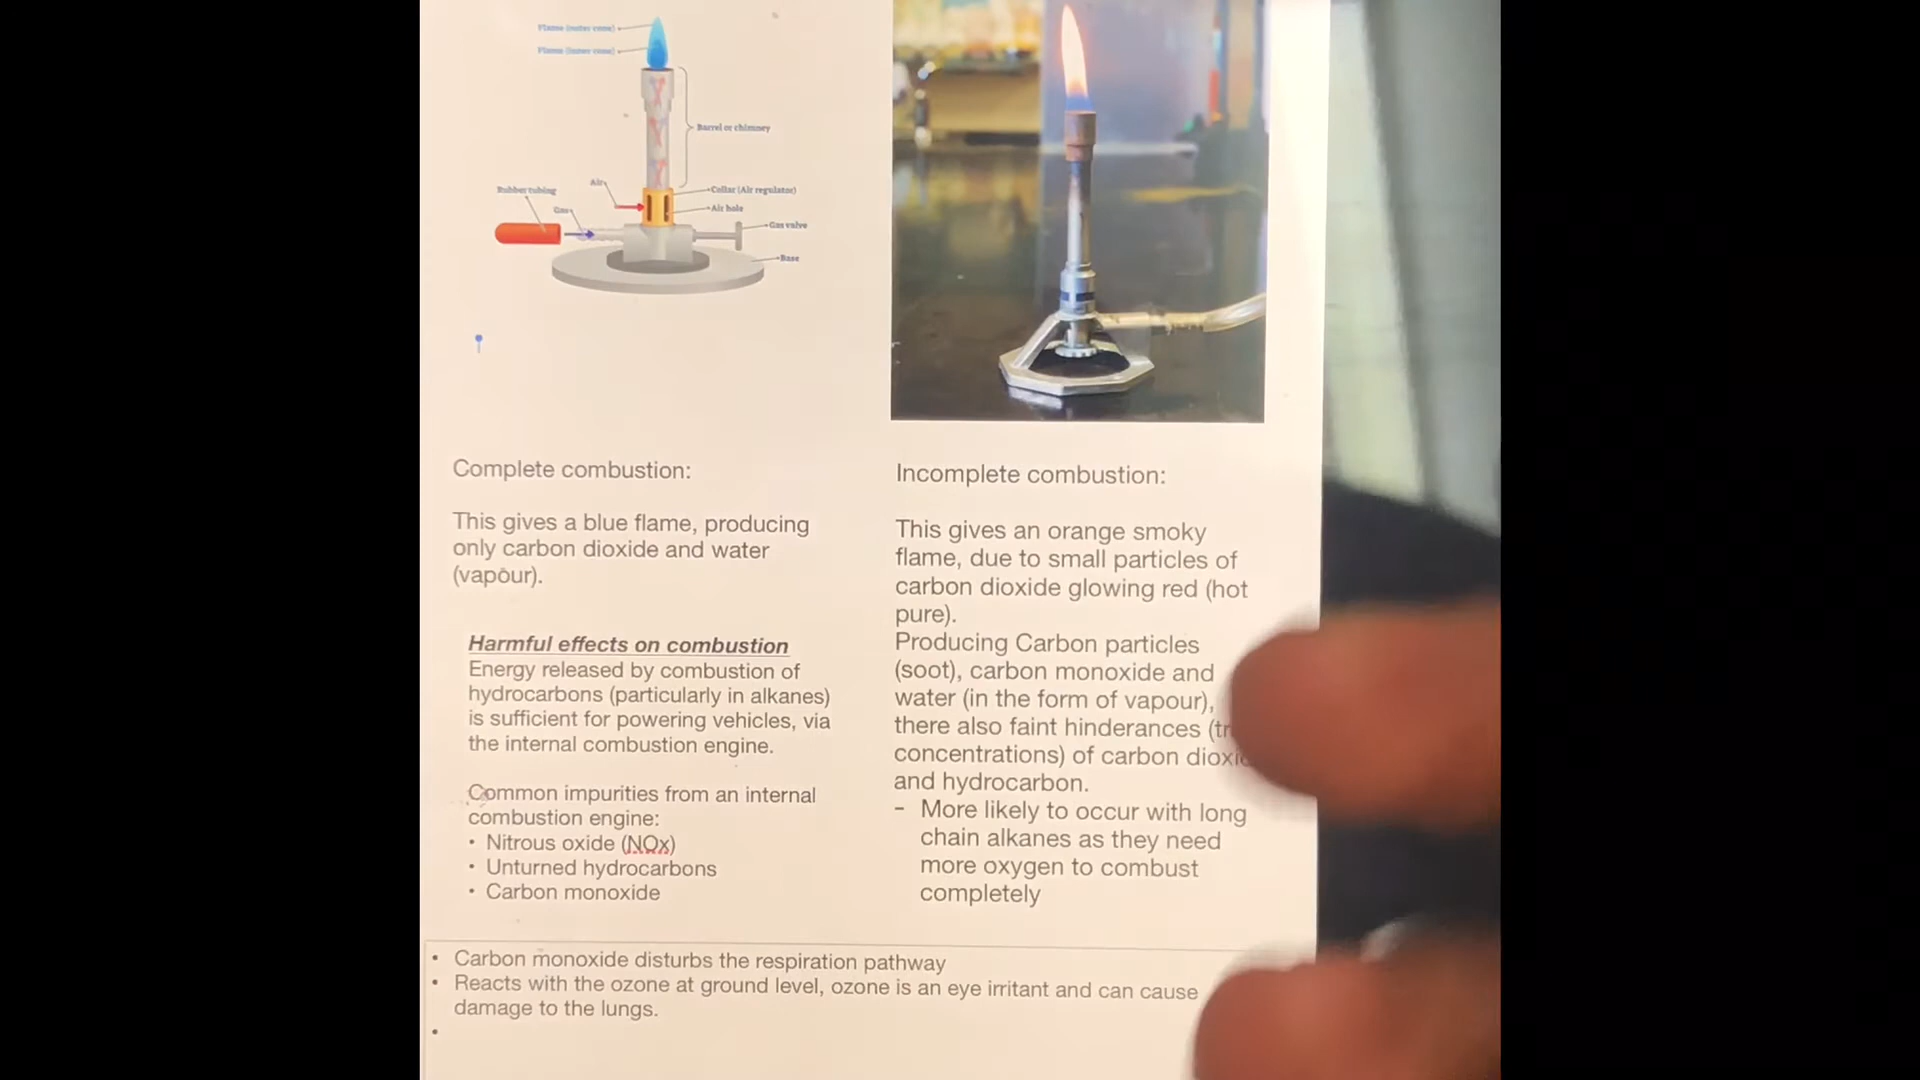 Flame (outer cone)
Flame (inner cone)
Barrel or chimney
Air
Rubber tubing
Collar (Air regulator)
Gas
Air hole
Gas valve
Base
Complete combustion:
This gives a blue flame, producing
only carbon dioxide and water
(vapour).
Harmful effects on combustion
Energy released by combustion of
hydrocarbons (particularly in alkanes)
is sufficient for powering vehicles, via
the internal combustion engine.
Common impurities from an internal
combustion engine:
• Nitrous oxide (NOx)
• Unturned hydrocarbons
• Carbon monoxide
Incomplete combustion:
This gives an orange smoky
flame, due to small particles of
carbon dioxide glowing red (hot
pure).
Producing Carbon particles
(soot), carbon monoxide and
water (in the form of vapour),
there also faint hinderances
concentrations) of carbon
and hydrocarbon.
- More likely to occur with long
chain alkanes as they need
more oxygen to combust
completely
• Carbon monoxide disturbs the respiration pathway
• Reacts with the ozone at ground level, ozone is an eye irritant and can cause
damage to the lungs.
•